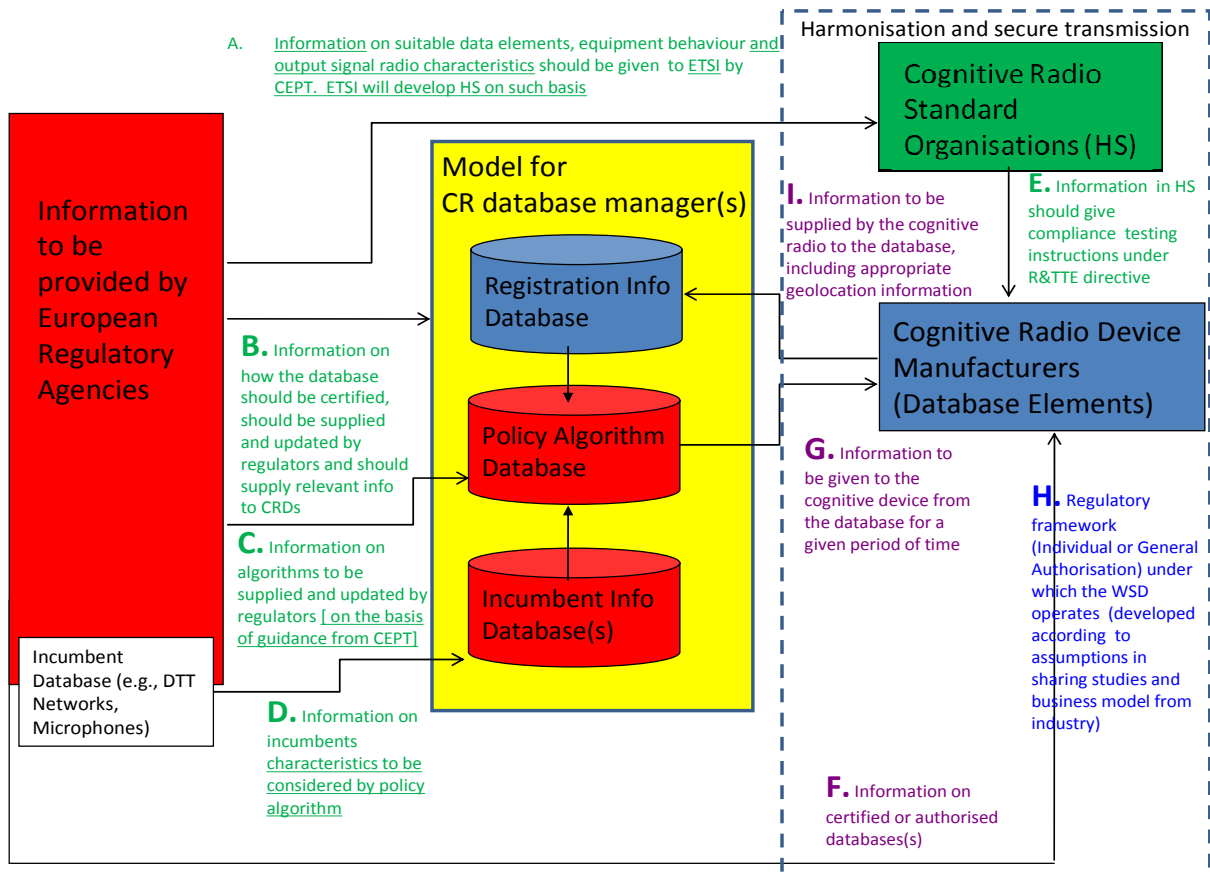 Harmonisation and secure transmission
A. Information on suitable data elements, equipment behaviour and
output signal radio characteristics should be given to ETSI by
CEPT. ETSI will develop HS on such basis
Cognitive Radio
Standard
Organisations (HS)
Information
to be
provided by
European
Regulatory
Agencies
Model for
CR database manager(s)
Registration Info
Database
I. Information to be
supplied by the cognitive
radio to the database,
including appropriate
geolocation information
E. Information in HS
should give
compliance testing
instructions under
R&TTE directive
B. Information on
how the database
should be certified,
should be supplied
and updated by
regulators and should
supply relevant info
to CRDs
Policy Algorithm
Database
Cognitive Radio Device
Manufacturers
(Database Elements)
G. Information to
be given to the
cognitive device from
the database for a
given period of time
H. Regulatory
framework
(Individual or General
Authorisation) under
which the WSD
operates (developed
according to
assumptions in
sharing studies and
business model from
industry)
C. Information on
algorithms to be
supplied and updated by
regulators [ on the basis
of guidance from CEPT]
Incumbent Info
Database(s)
Incumbent
Database (e.g., DTT
Networks,
Microphones)
D. Information on
incumbents
characteristics to be
considered by policy
algorithm
F. Information on
certified or authorised
databases(s)